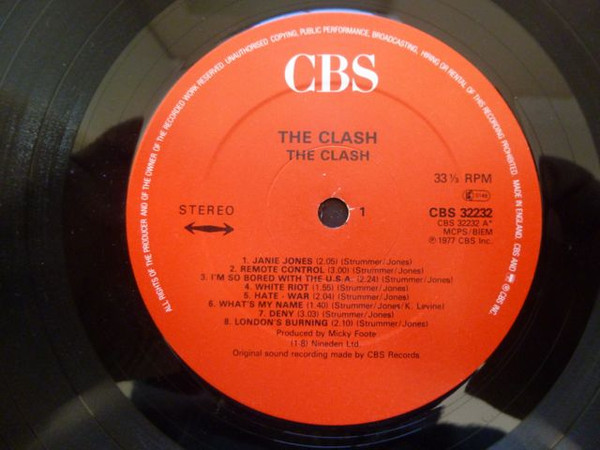 ALL RIGHTS OF THE PRODUCER AND OF THE OWNER OF THE RECORDED WORK RESERVED. UNAUTHORISED COPYING, PUBLIC PERFORMANCE, BROADCASTING, HIRING OR RENTAL OF THIS RECORDING PROHIBITED. MADE IN ENGLAND. CBS AND ® CBS INC.
CBS
THE CLASH
THE CLASH
33⅓ RPM
STEREO
1
CBS 32232
CBS 32232 A*
MCPS/BIEM
℗ 1977 CBS Inc.
1. JANIE JONES (2.05) (Strummer/Jones)
2. REMOTE CONTROL (3.00) (Strummer/Jones)
3. I'M SO BORED WITH THE U.S.A. (2.24) (Strummer/Jones)
4. WHITE RIOT (1.55) (Strummer/Jones)
5. HATE - WAR (2.04) (Strummer/Jones)
6. WHAT'S MY NAME (1.40) (Strummer/Jones/K. Levine)
7. DENY (3.03) (Strummer/Jones)
8. LONDON'S BURNING (2.10) (Strummer/Jones)
Produced by Micky Foote
(1-8) Nineden Ltd.
Original sound recording made by CBS Records